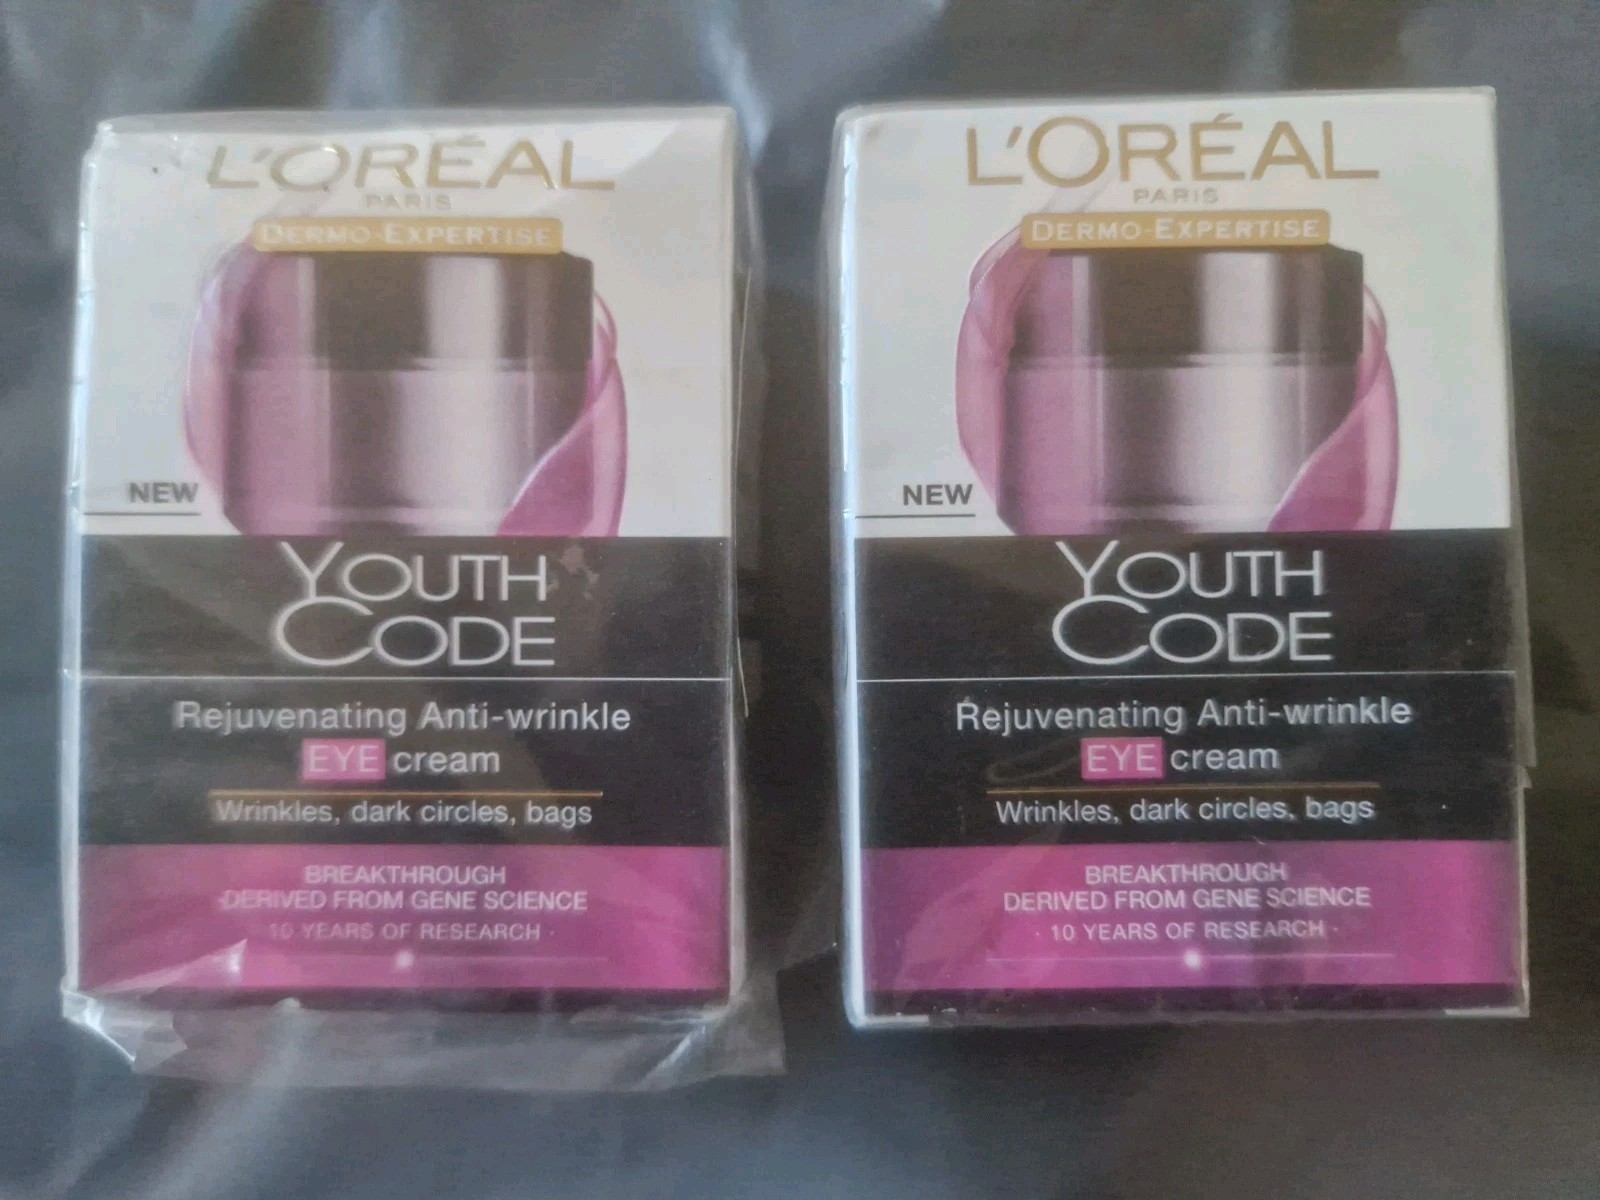 L'ORÉAL
PARIS
DERMO-EXPERTISE
NEW
YOUTH
CODE
Rejuvenating Anti-wrinkle
EYE cream
Wrinkles, dark circles, bags
BREAKTHROUGH
DERIVED FROM GENE SCIENCE
10 YEARS OF RESEARCH ·
L'ORÉAL
PARIS
DERMO-EXPERTISE
NEW
YOUTH
CODE
Rejuvenating Anti-wrinkle
EYE cream
Wrinkles, dark circles, bags
BREAKTHROUGH
DERIVED FROM GENE SCIENCE
· 10 YEARS OF RESEARCH ·